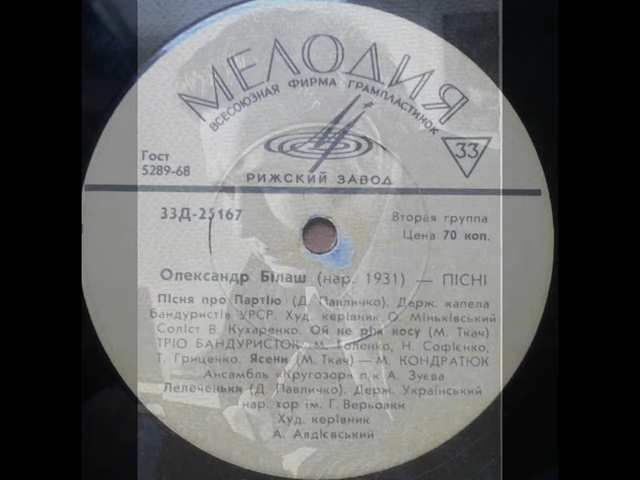 МЕЛОДИЯ
ВСЕСОЮЗНАЯ ФИРМА ГРАМПЛАСТИНОК
33
Гост
5289-68
РИЖСКИЙ ЗАВОД
33Д-25167
Вторая группа
Цена 70 коп.
Олександр Білаш (нар. 1931) — ПІСНІ
Пісня про Партію (Д. Павличко). Держ. капела
бандуристів УРСР. Худ. керівник О. Міньківський
Соліст В. Кухаренко. Ой не ріж косу (М. Ткач)
ТРІО БАНДУРИСТОК М. Голенко, Н. Софієнко,
Т. Гриценко. Ясени (М. Ткач) — М. КОНДРАТЮК
Ансамбль «Кругозор» п. к. А. Зуєва
Лелеченьки (Д. Павличко). Держ. Український
нар. хор ім. Г. Верьовки
Худ. керівник
А. Авдієвський